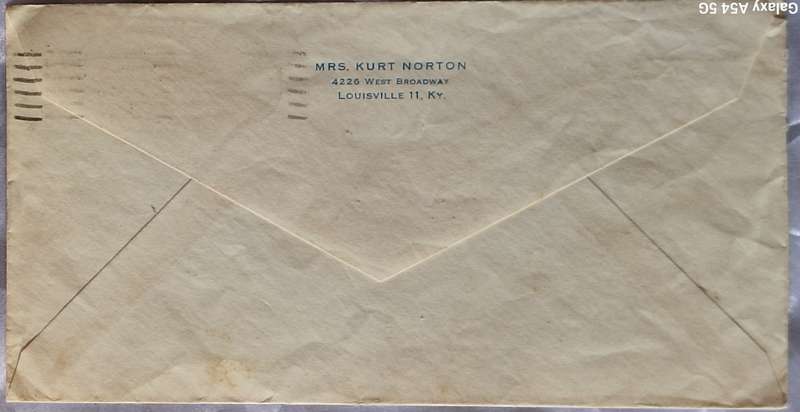 Galaxy A54 5G
MRS. KURT NORTON
4226 WEST BROADWAY
LOUISVILLE 11, KY.